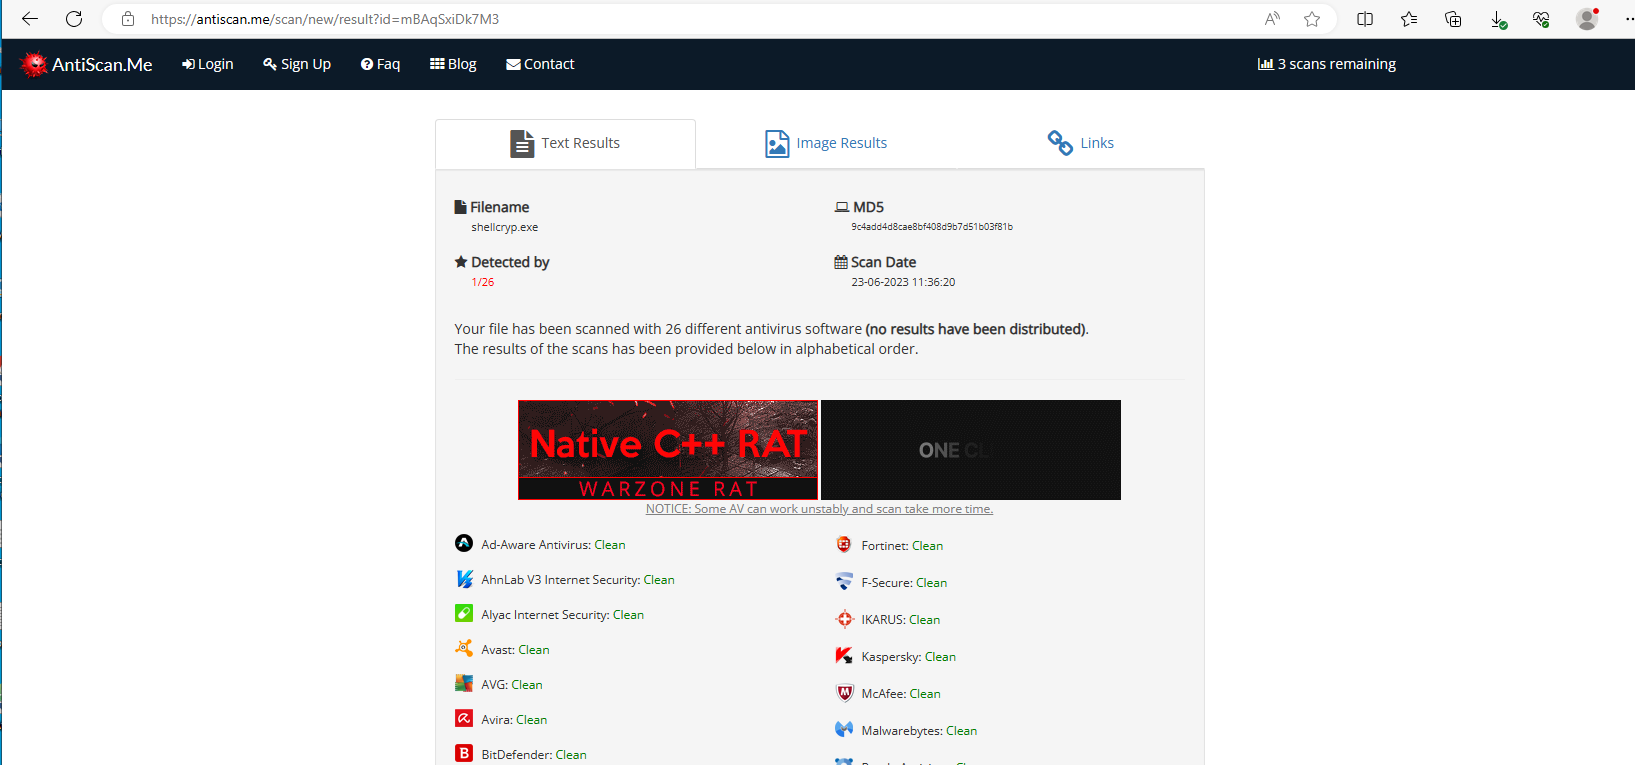 https://antiscan.me/scan/new/result?id=mBAqSxiDk7M3
AntiScan.Me Login Sign Up Faq Blog Contact 3 scans remaining
Text Results Image Results Links
Filename
shellcryp.exe
MD5
9c4add4d8cae8bf408d9b7d51b03f81b
Detected by
1/26
Scan Date
23-06-2023 11:36:20
Your file has been scanned with 26 different antivirus software (no results have been distributed).
The results of the scans has been provided below in alphabetical order.
Native C++ RAT
WARZONE RAT
ONE CL
NOTICE: Some AV can work unstably and scan take more time.
Ad-Aware Antivirus: Clean
AhnLab V3 Internet Security: Clean
Alyac Internet Security: Clean
Avast: Clean
AVG: Clean
Avira: Clean
BitDefender: Clean
Fortinet: Clean
F-Secure: Clean
IKARUS: Clean
Kaspersky: Clean
McAfee: Clean
Malwarebytes: Clean